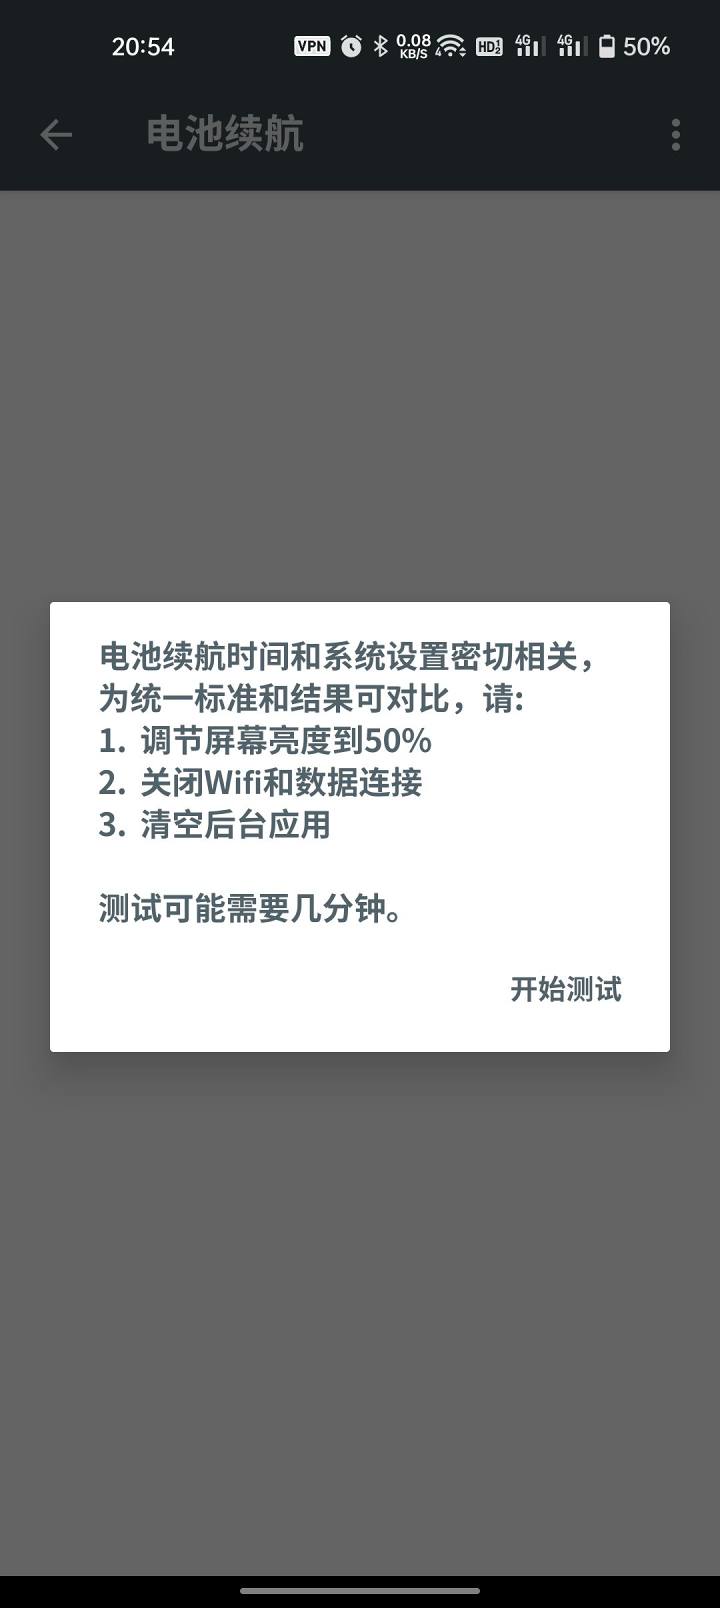 20:54 VPN 0.08 KB/S 4 HD 1 2 4G 4G 50%
电池续航
电池续航时间和系统设置密切相关，
为统一标准和结果可对比，请:
1. 调节屏幕亮度到50%
2. 关闭Wifi和数据连接
3. 清空后台应用
测试可能需要几分钟。
开始测试